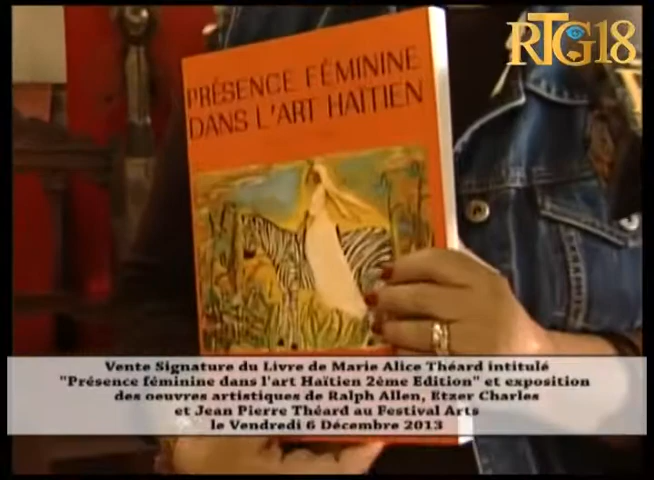 RTG18
PRÉSENCE FÉMININE
DANS L'ART HAÏTIEN
Vente Signature du Livre de Marie Alice Théard intitulé
"Présence féminine dans l'art Haïtien 2ème Edition" et exposition
des oeuvres artistiques de Ralph Allen, Etzer Charles
et Jean Pierre Théard au Festival Arts
le Vendredi 6 Décembre 2013